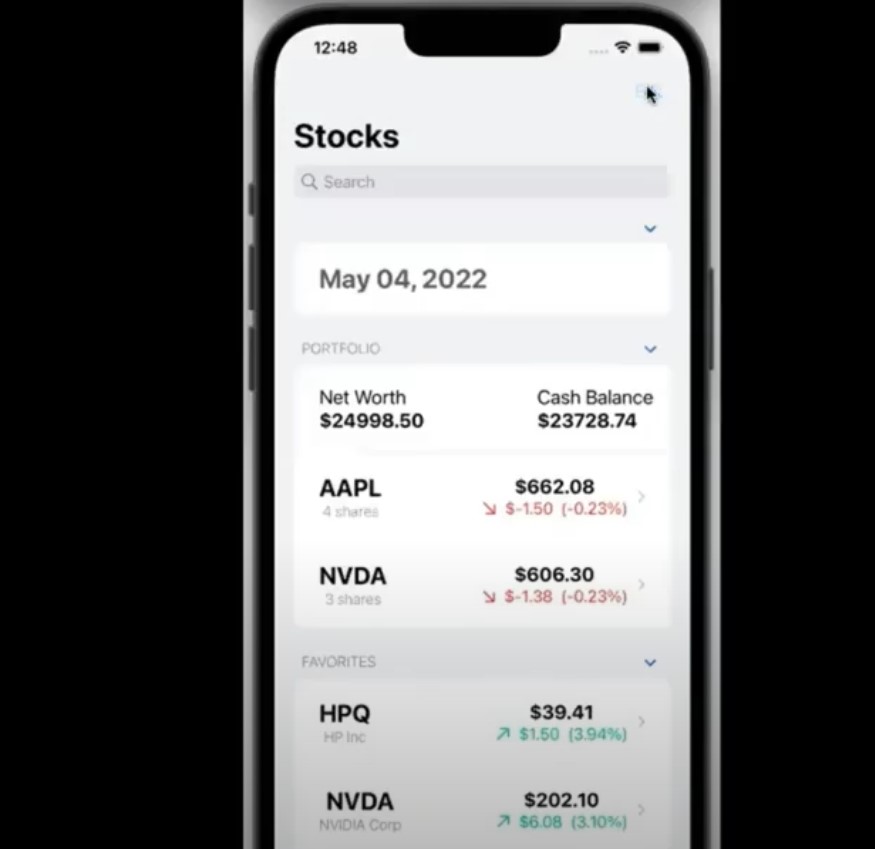 12:48
Stocks
Search
May 04, 2022
PORTFOLIO
Net Worth Cash Balance
$24998.50 $23728.74
AAPL $662.08
4 shares $-1.50 (-0.23%)
NVDA $606.30
3 shares $-1.38 (-0.23%)
FAVORITES
HPQ $39.41
HP Inc $1.50 (3.94%)
NVDA $202.10
NVIDIA Corp $6.08 (3.10%)